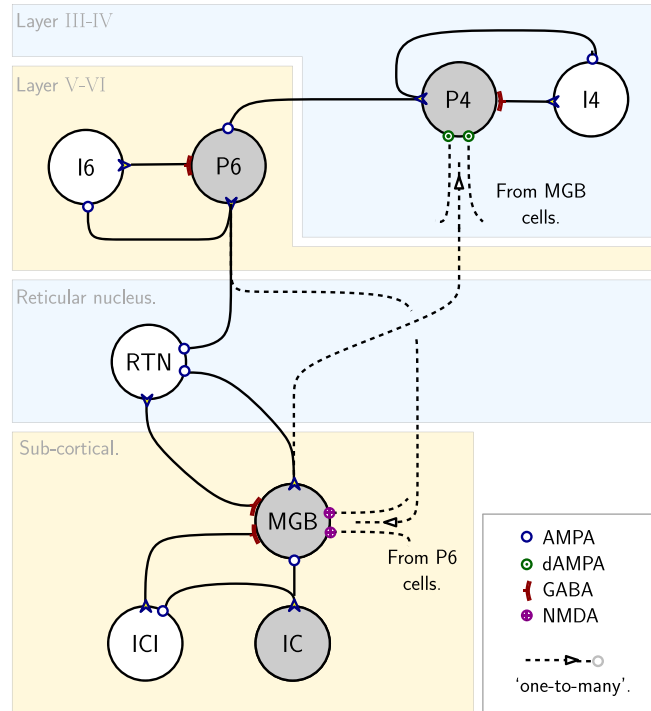 Layer III-IV
Layer V-VI
P4
I4
I6
P6
From MGB
cells.
Reticular nucleus.
RTN
Sub-cortical.
MGB
From P6
cells.
ICI
IC
AMPA
dAMPA
GABA
NMDA
‘one-to-many’.